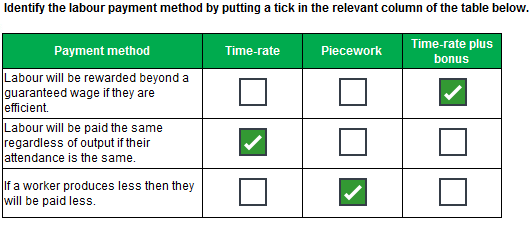 Identify the labour payment method by putting a tick in the relevant column of the table below.
Payment method Time-rate Piecework Time-rate plus bonus
Labour will be rewarded beyond a
guaranteed wage if they are
efficient.
Labour will be paid the same
regardless of output if their
attendance is the same.
If a worker produces less then they
will be paid less.